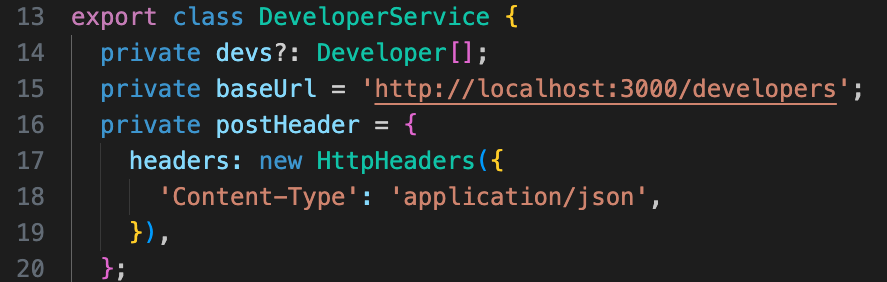 13 export class DeveloperService {
14 private devs?: Developer[];
15 private baseUrl = 'http://localhost:3000/developers';
16 private postHeader = {
17 headers: new HttpHeaders({
18 'Content-Type': 'application/json',
19 }),
20 };